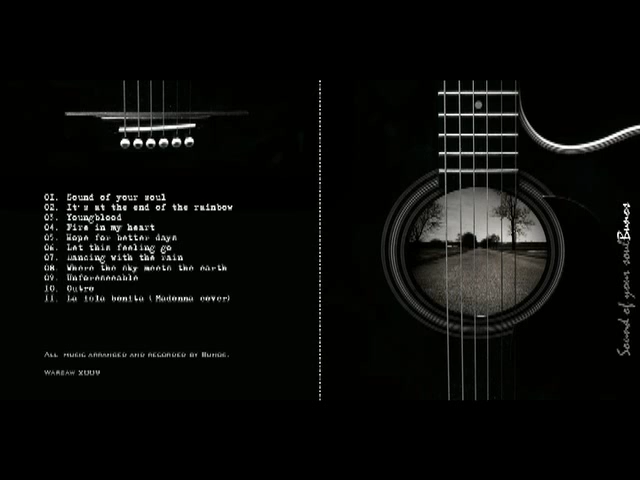 01. Sound of your soul
02. It's at the end of the rainbow
03. Youngblood
04. Fire in my heart
05. Hope for better days
06. Let this feeling go
07. Dancing with the rain
08. Where the sky meets the earth
09. Unforeseeable
10. Outro
11. La isla bonita (Madonna cover)
All music arranged and recorded by
Warsaw 2009
Sound of your soul